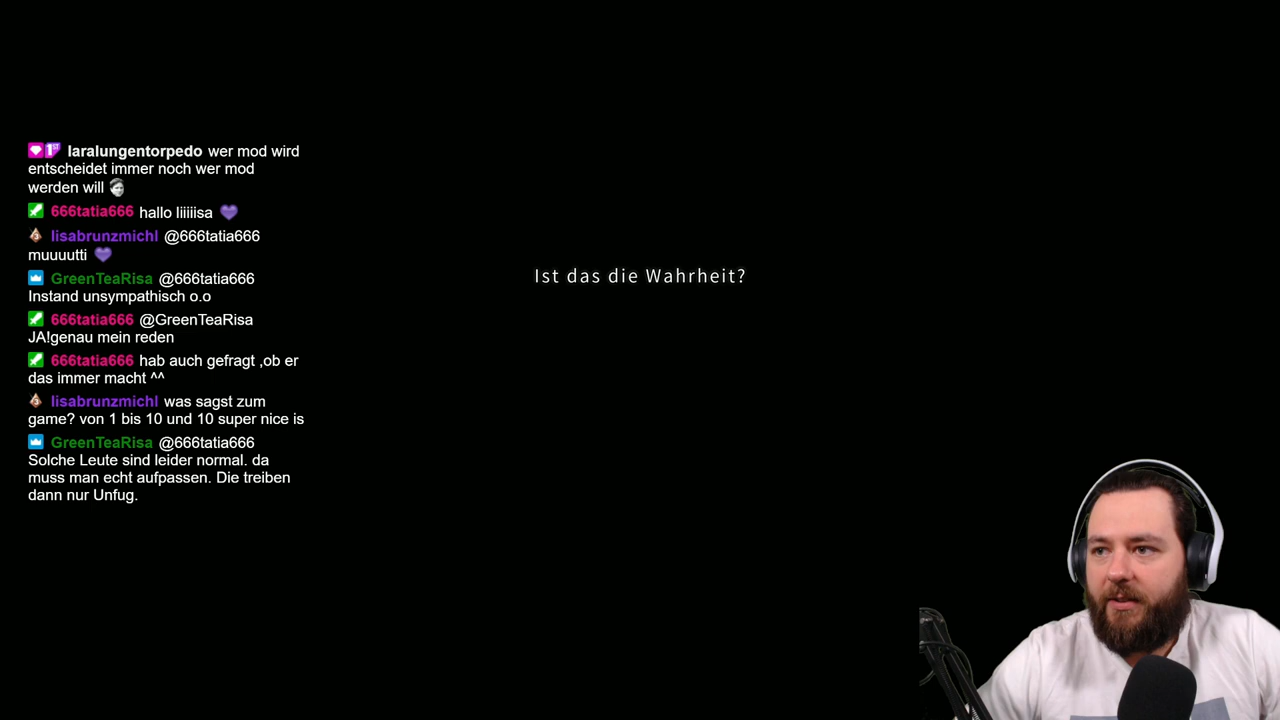 laralungentorpedo wer mod wird
entscheidet immer noch wer mod
werden will
666tatia666 hallo liiiiisa
lisabrunzmichl @666tatia666
muuuutti
GreenTeaRisa @666tatia666
Instand unsympathisch o.o
666tatia666 @GreenTeaRisa
JA!genau mein reden
666tatia666 hab auch gefragt ,ob er
das immer macht ^^
lisabrunzmichl was sagst zum
game? von 1 bis 10 und 10 super nice is
GreenTeaRisa @666tatia666
Solche Leute sind leider normal. da
muss man echt aufpassen. Die treiben
dann nur Unfug.
Ist das die Wahrheit?